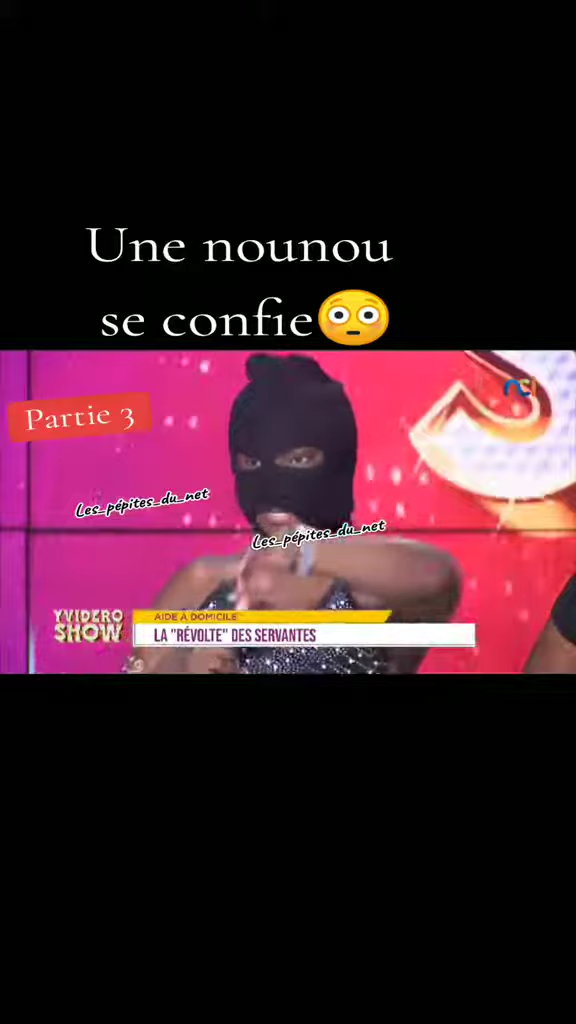 Une nounou
se confie😳
nci
Partie 3
Les_pépites_du_net
Les_pépites_du_net
YVIDERO
SHOW
AIDE À DOMICILE
LA "RÉVOLTE" DES SERVANTES